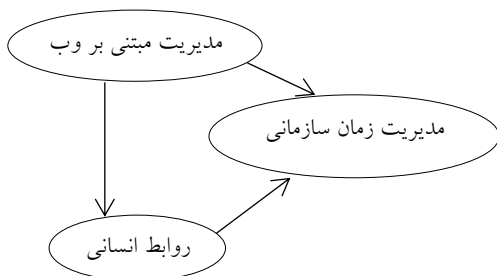 مدیریت مبتنی بر وب
مدیریت زمان سازمانی
روابط انسانی